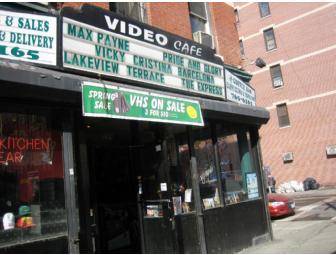 & SALES
& DELIVERY
165
VIDEO CAFE
MAX PAYNE PRIDE AND GLORY
VICKY CRISTINA BARCELONA
LAKEVIEW TERRACE THE EXPRESS
SPRING SALE
VHS ON SALE
3 FOR $10
KITCHEN
EAR